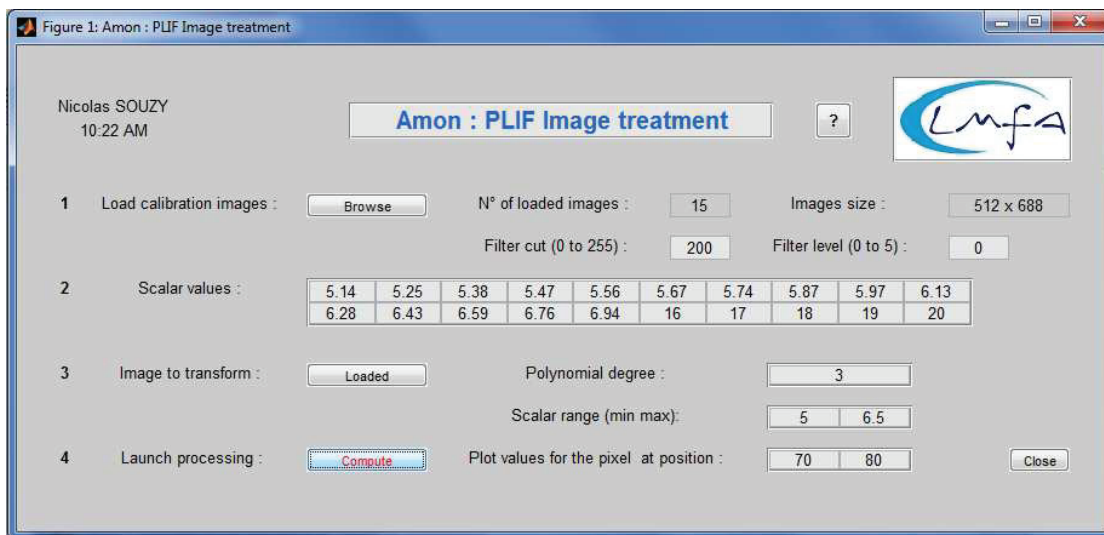 Figure 1: Amon : PLIF Image treatment
Nicolas SOUZY
10:22 AM
Amon : PLIF Image treatment
?
LMFA
1 Load calibration images : Browse N° of loaded images : 15 Images size : 512 x 688
Filter cut (0 to 255) : 200 Filter level (0 to 5) : 0
2 Scalar values : 5.14 5.25 5.38 5.47 5.56 5.67 5.74 5.87 5.97 6.13
6.28 6.43 6.59 6.76 6.94 16 17 18 19 20
3 Image to transform : Loaded Polynomial degree : 3
Scalar range (min max): 5 6.5
4 Launch processing : Compute Plot values for the pixel at position : 70 80 Close